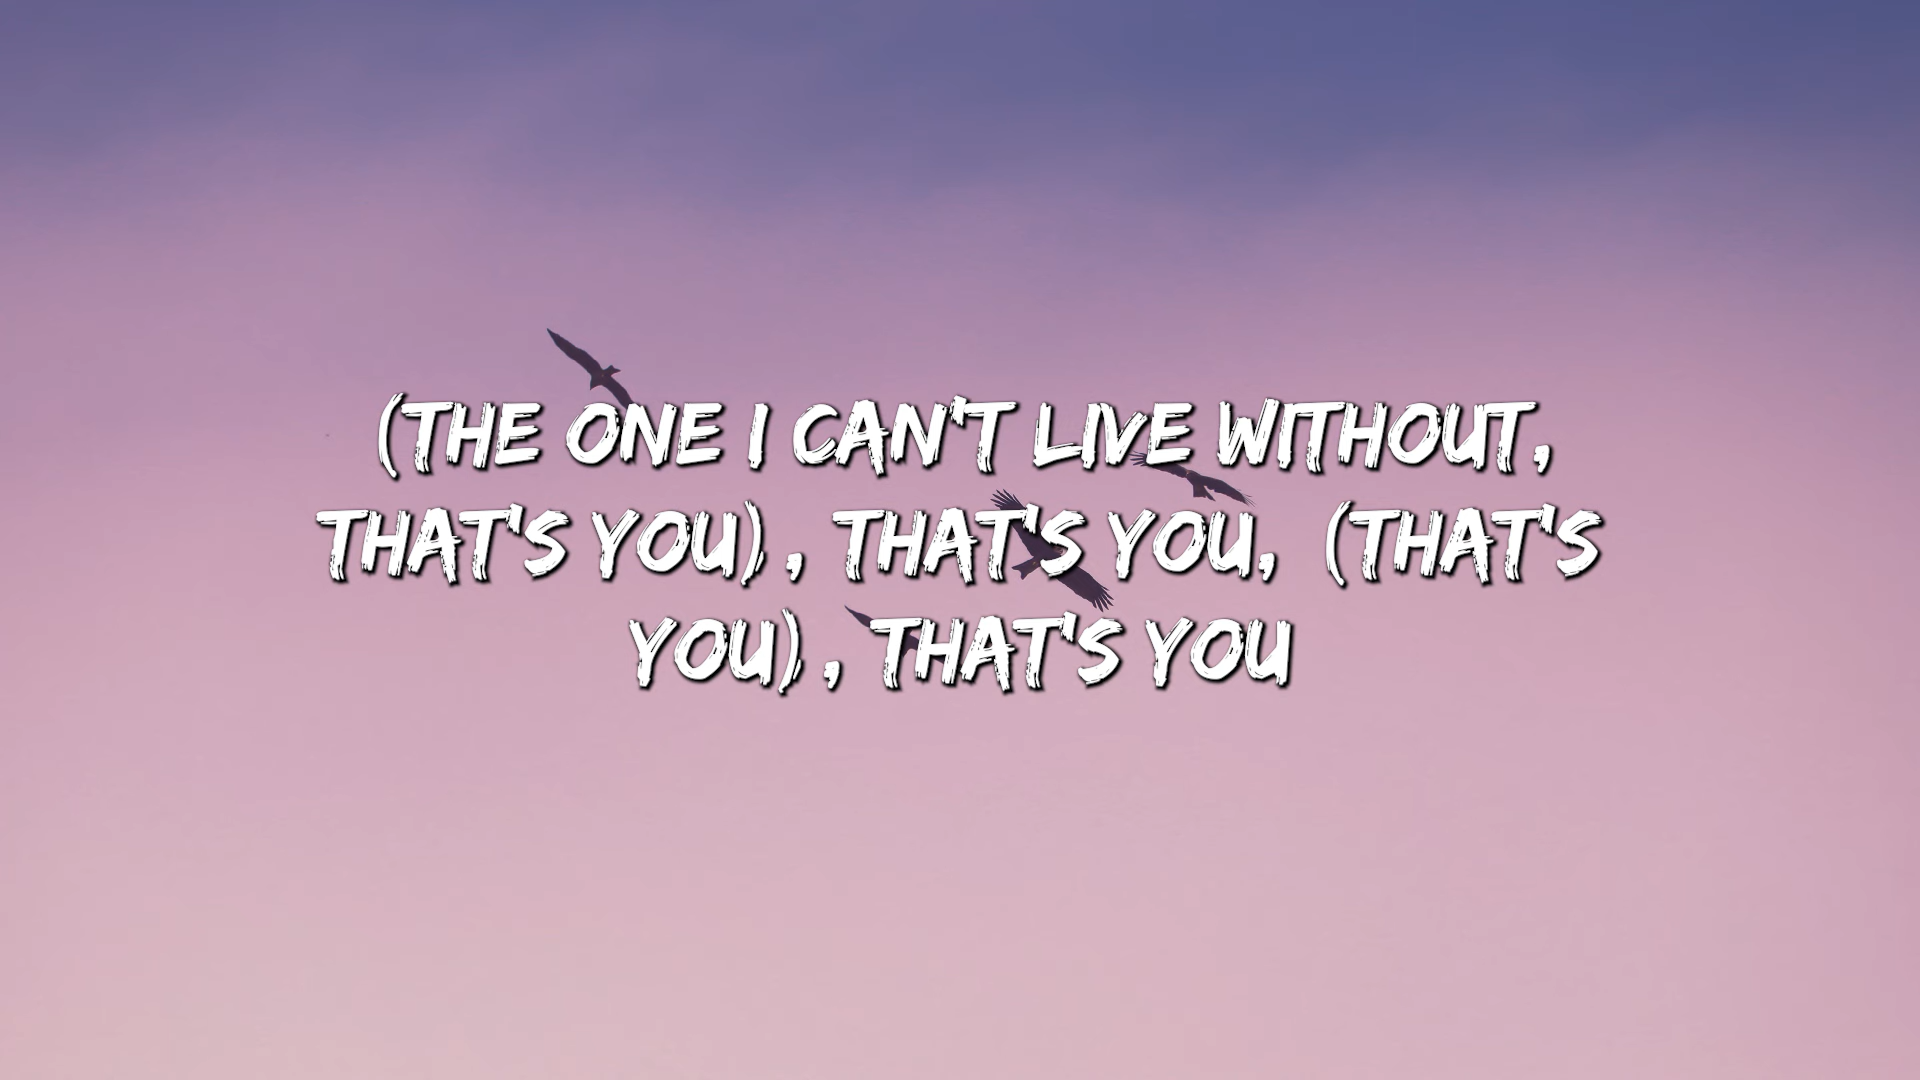 (THE ONE I CAN'T LIVE WITHOUT,
THAT'S YOU), THAT'S YOU, (THAT'S
YOU), THAT'S YOU